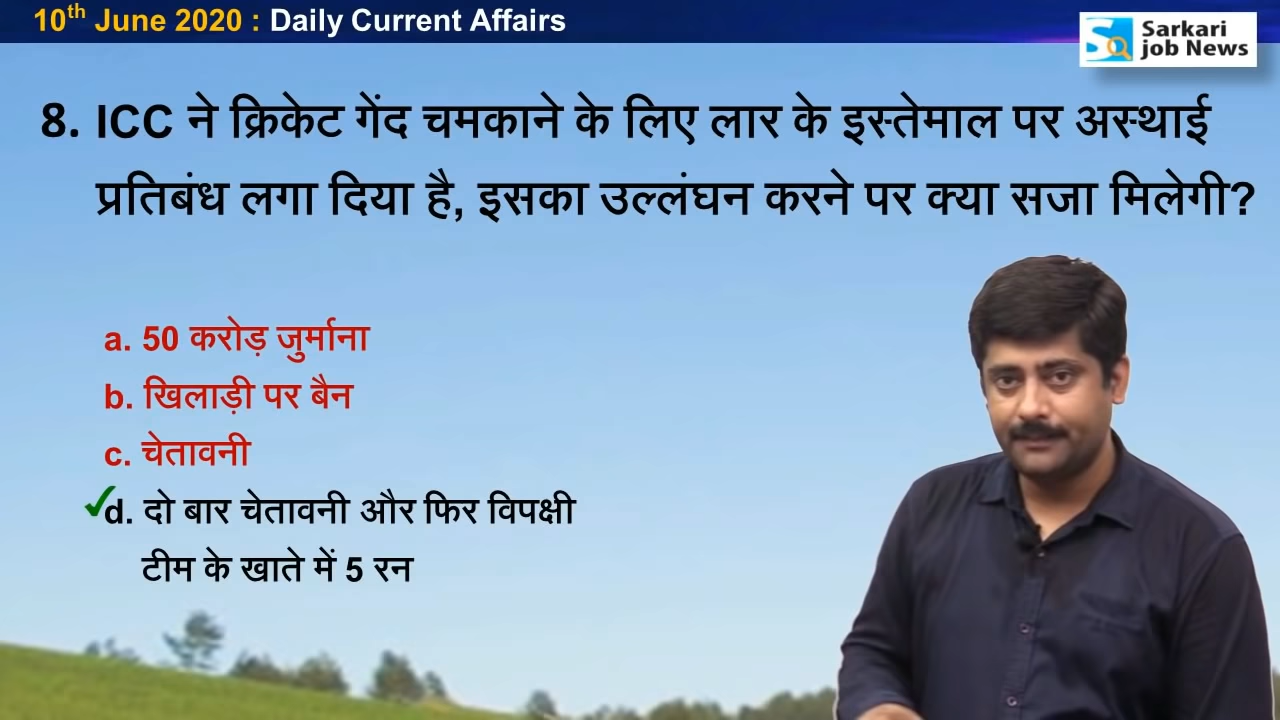 10th June 2020 : Daily Current Affairs
Sarkari
job News
8. ICC ने क्रिकेट गेंद चमकाने के लिए लार के इस्तेमाल पर अस्थाई
प्रतिबंध लगा दिया है, इसका उल्लंघन करने पर क्या सजा मिलेगी?
a. 50 करोड़ जुर्माना
b. खिलाड़ी पर बैन
c. चेतावनी
d. दो बार चेतावनी और फिर विपक्षी
टीम के खाते में 5 रन